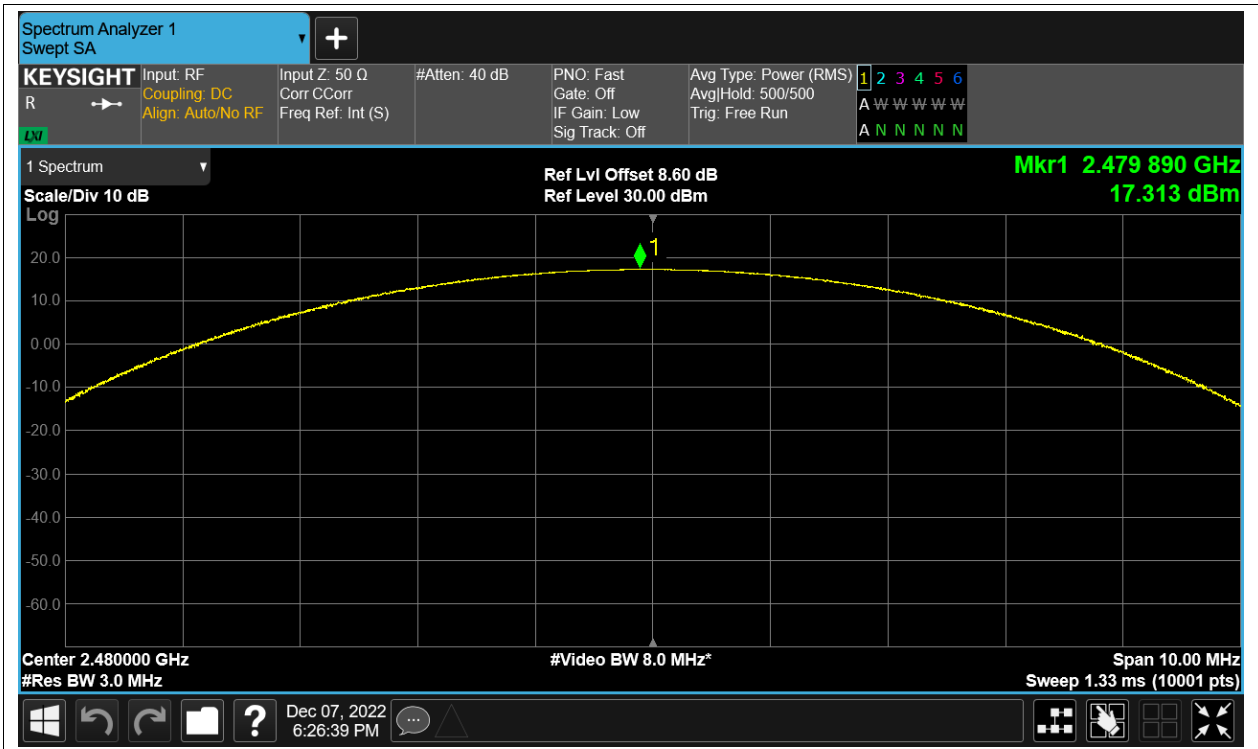 Spectrum Analyzer 1
Swept SA
KEYSIGHT
R
LXI
Input: RF
Coupling: DC
Align: Auto/No RF
Input Z: 50 Ω
Corr CCorr
Freq Ref: Int (S)
#Atten: 40 dB
PNO: Fast
Gate: Off
IF Gain: Low
Sig Track: Off
Avg Type: Power (RMS)
Avg|Hold: 500/500
Trig: Free Run
1 2 3 4 5 6
A W W W W W
A N N N N N
1 Spectrum
Scale/Div 10 dB
Log
Ref Lvl Offset 8.60 dB
Ref Level 30.00 dBm
Mkr1 2.479 890 GHz
17.313 dBm
1
20.0
10.0
0.00
-10.0
-20.0
-30.0
-40.0
-50.0
-60.0
Center 2.480000 GHz
#Res BW 3.0 MHz
#Video BW 8.0 MHz*
Span 10.00 MHz
Sweep 1.33 ms (10001 pts)
?
Dec 07, 2022
6:26:39 PM